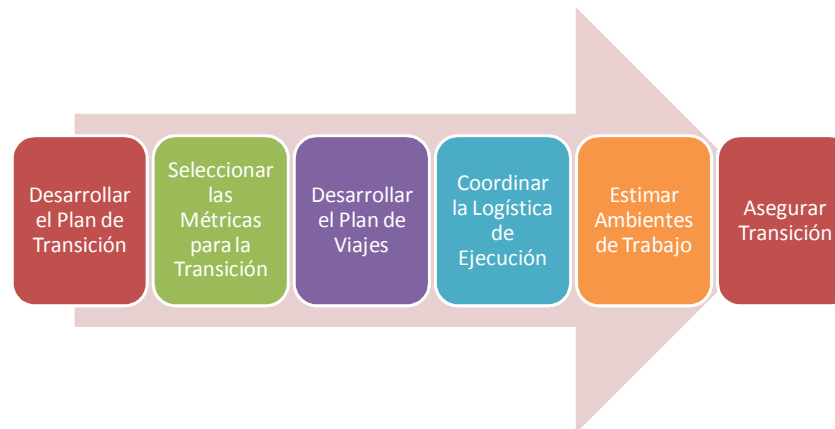 Desarrollar
el Plan de
Transición
Seleccionar
las
Métricas
para la
Transición
Desarrollar
el Plan de
Viajes
Coordinar
la Logística
de
Ejecución
Estimar
Ambientes
de Trabajo
Asegurar
Transición